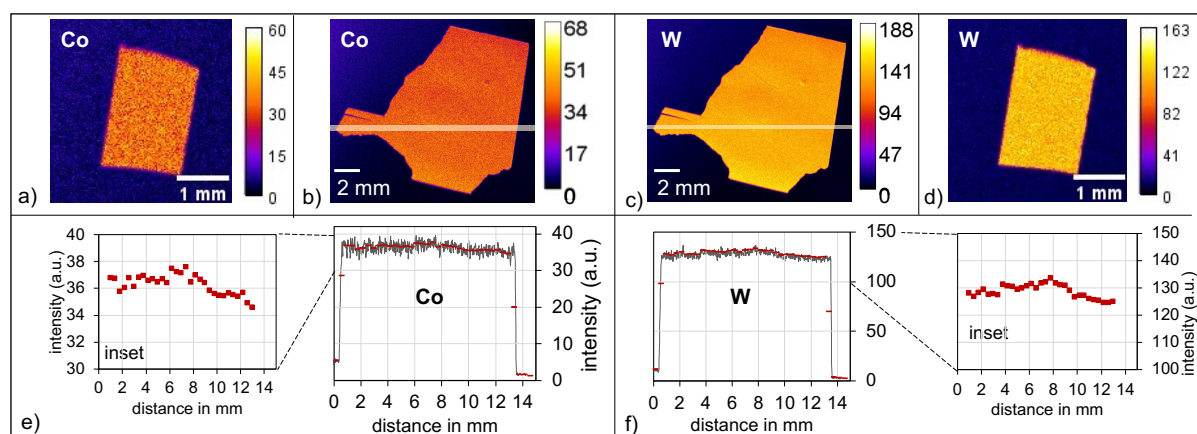 Co
60
45
30
15
0
1 mm
a)
Co
68
51
34
17
0
2 mm
b)
W
188
141
94
47
0
2 mm
c)
W
163
122
82
41
0
1 mm
d)
40
38
36
34
32
30
intensity (a.u.)
inset
0 2 4 6 8 10 12 14
distance in mm
e)
Co
40
30
20
10
0
intensity (a.u.)
0 2 4 6 8 10 12 14
distance in mm
W
150
100
50
0
0 2 4 6 8 10 12 14
distance in mm
f)
inset
150
140
130
120
110
100
intensity (a.u.)
0 2 4 6 8 10 12 14
distance in mm